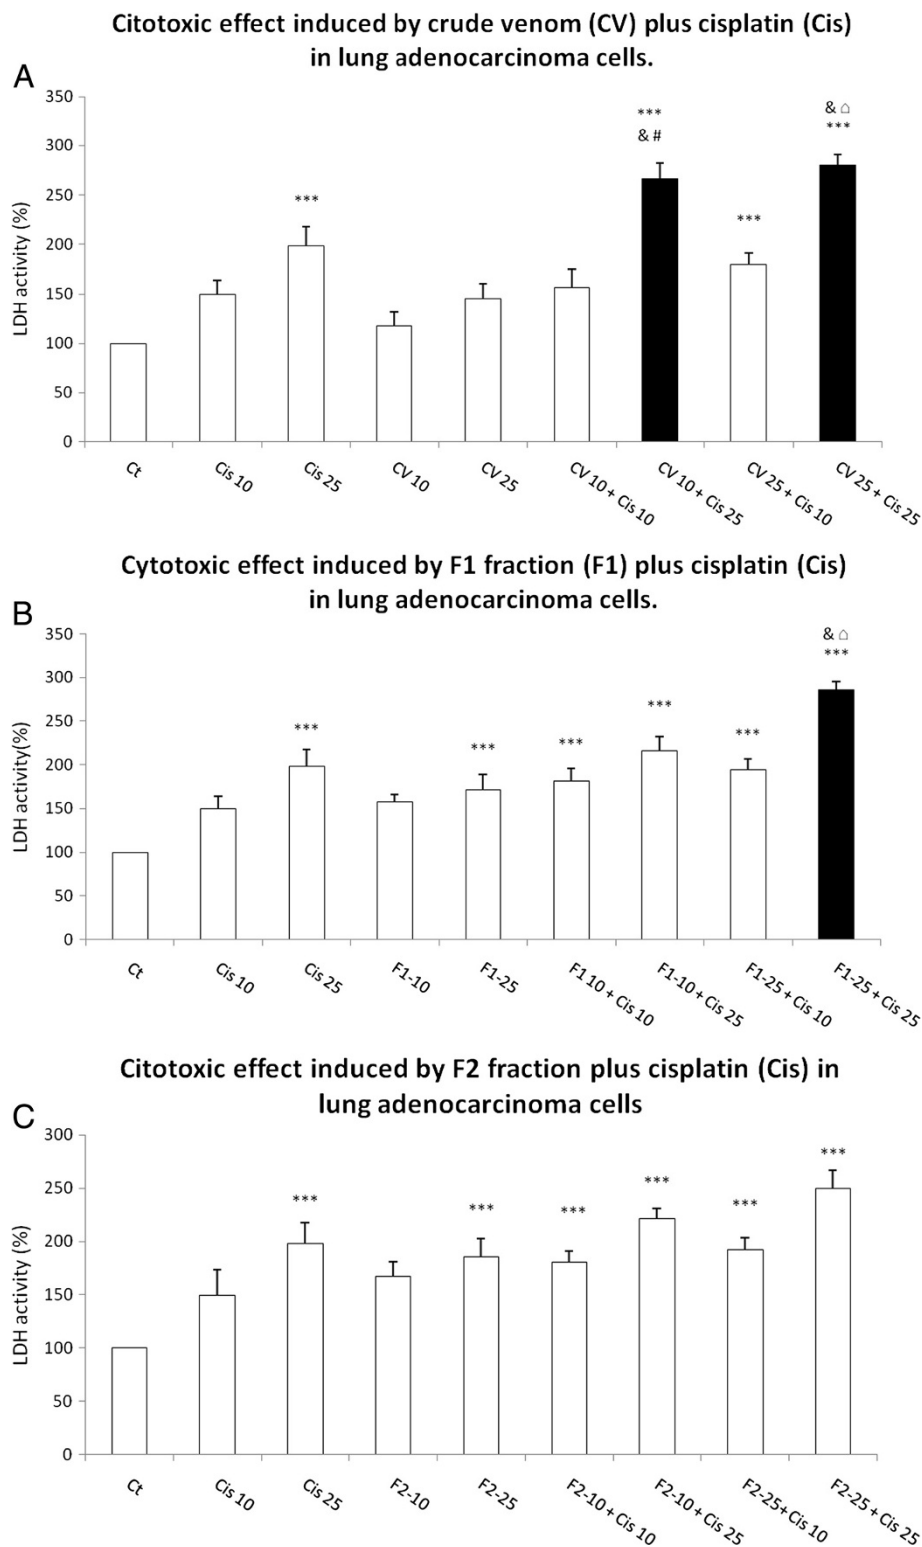 Citotoxic effect induced by crude venom (CV) plus cisplatin (Cis)
in lung adenocarcinoma cells.
A
LDH activity (%)
350
300
250
200
150
100
50
0
***
***
& #
***
& ⌂
***
Ct
Cis 10
Cis 25
CV 10
CV 25
CV 10 + Cis 10
CV 10 + Cis 25
CV 25 + Cis 10
CV 25 + Cis 25
Cytotoxic effect induced by F1 fraction (F1) plus cisplatin (Cis)
in lung adenocarcinoma cells.
B
LDH activity(%)
350
300
250
200
150
100
50
0
***
***
***
***
***
& ⌂
***
Ct
Cis 10
Cis 25
F1-10
F1-25
F1 10 + Cis 10
F1-10 + Cis 25
F1-25 + Cis 10
F1-25 + Cis 25
Citotoxic effect induced by F2 fraction plus cisplatin (Cis) in
lung adenocarcinoma cells
C
LDH activity (%)
300
250
200
150
100
50
0
***
***
***
***
***
***
Ct
Cis 10
Cis 25
F2-10
F2-25
F2-10 + Cis 10
F2-10 + Cis 25
F2-25+ Cis 10
F2-25 + Cis 25